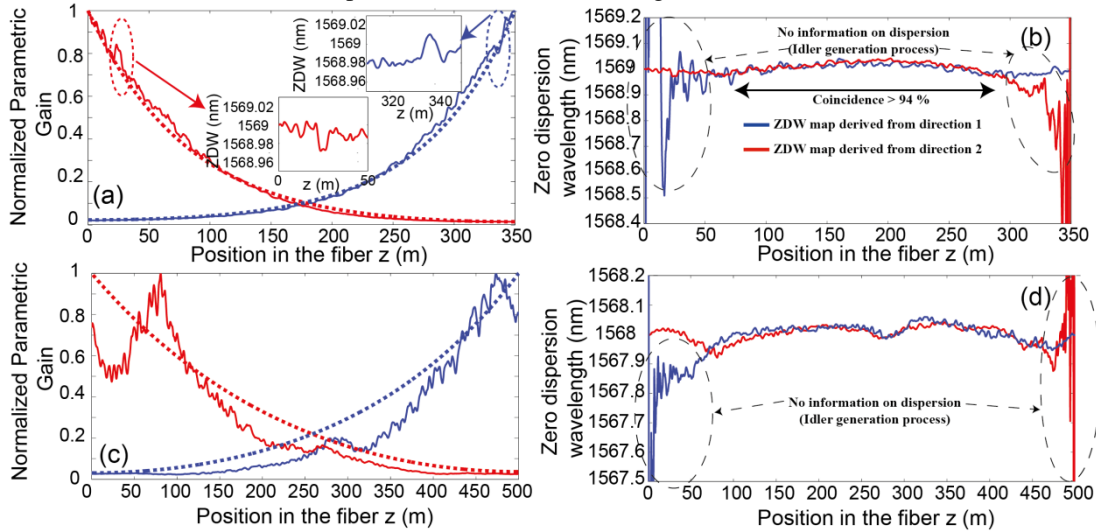 (a)
Normalized Parametric
Gain
1
0.8
0.6
0.4
0.2
0
0
50
100
150
200
250
300
350
Position in the fiber z (m)
ZDW (nm)
1569.02
1569
1568.98
1568.96
320
340
z (m)
ZDW (nm)
1569.02
1569
1568.98
1568.96
0
50
z (m)
(b)
Zero dispersion
wavelength (nm)
1569.2
1569.1
1569
1568.9
1568.8
1568.7
1568.6
1568.5
1568.4
No information on dispersion
(Idler generation process)
Coincidence > 94 %
ZDW map derived from direction 1
ZDW map derived from direction 2
0
50
100
150
200
250
300
350
Position in the fiber z (m)
(c)
Normalized Parametric
Gain
1
0.8
0.6
0.4
0.2
0
0
50
100
150
200
250
300
350
400
450
500
Position in the fiber z (m)
(d)
Zero dispersion
wavelength (nm)
1568.2
1568.1
1568
1567.9
1567.8
1567.7
1567.6
1567.5
No information on dispersion
(Idler generation process)
0
50
100
150
200
250
300
350
400
450
500
Position in the fiber z (m)